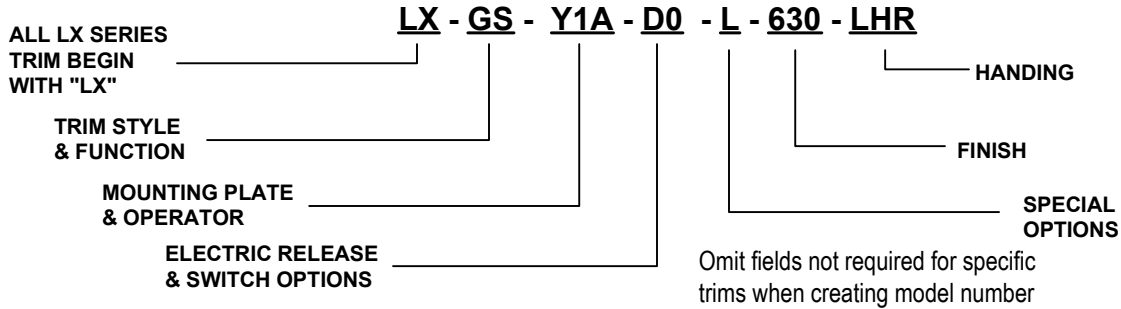 LX - GS - Y1A - D0 - L - 630 - LHR
ALL LX SERIES
TRIM BEGIN
WITH "LX"
HANDING
TRIM STYLE
& FUNCTION
FINISH
MOUNTING PLATE
& OPERATOR
SPECIAL
OPTIONS
ELECTRIC RELEASE
& SWITCH OPTIONS
Omit fields not required for specific
trims when creating model number